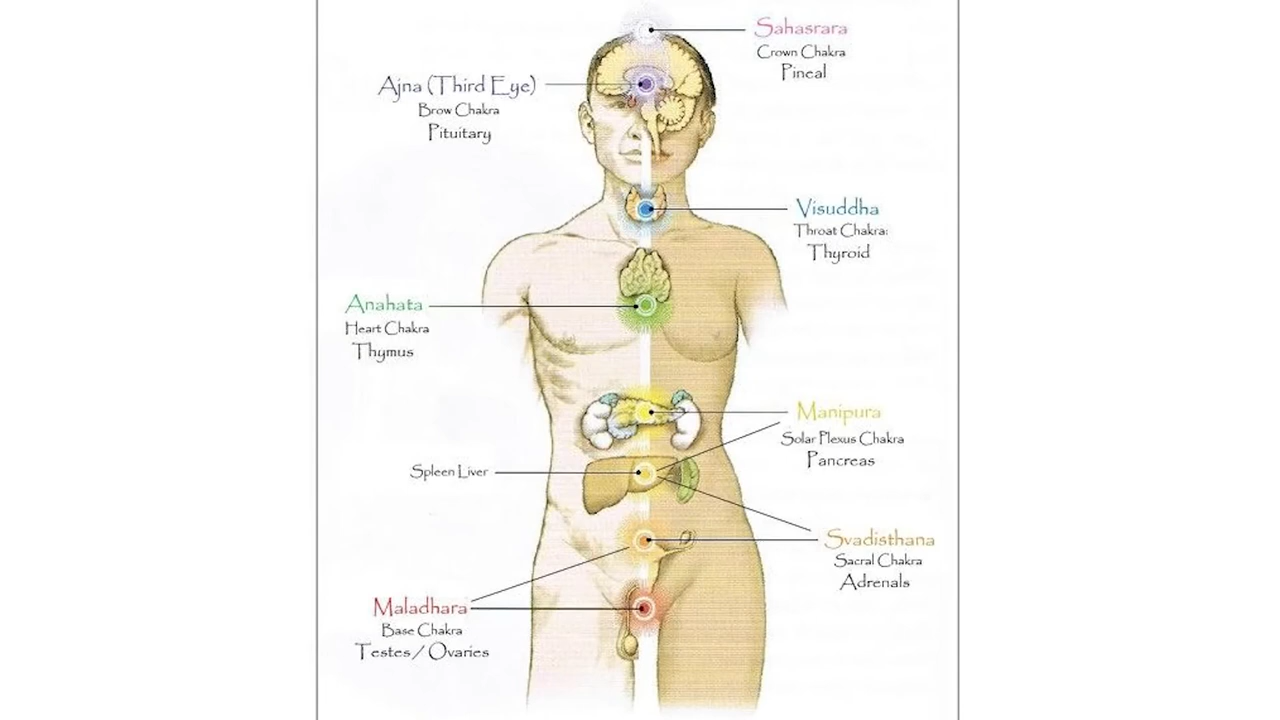 Sahasrara
Crown Chakra
Pineal
Ajna (Third Eye)
Brow Chakra
Pituitary
Visuddha
Throat Chakra:
Thyroid
Anahata
Heart Chakra
Thymus
Manipura
Solar Plexus Chakra
Pancreas
Spleen Liver
Svadisthana
Sacral Chakra
Adrenals
Maladhara
Base Chakra
Testes / Ovaries